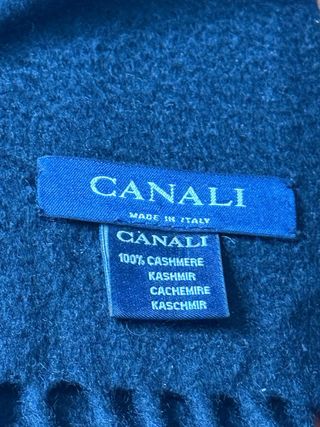 CANALI
MADE IN ITALY
CANALI
100% CASHMERE
KASHMIR
CACHEMIRE
KASCHMIR